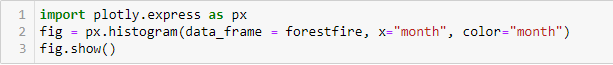 1 import plotly.express as px
2 fig = px.histogram(data_frame = forestfire, x="month", color="month")
3 fig.show()